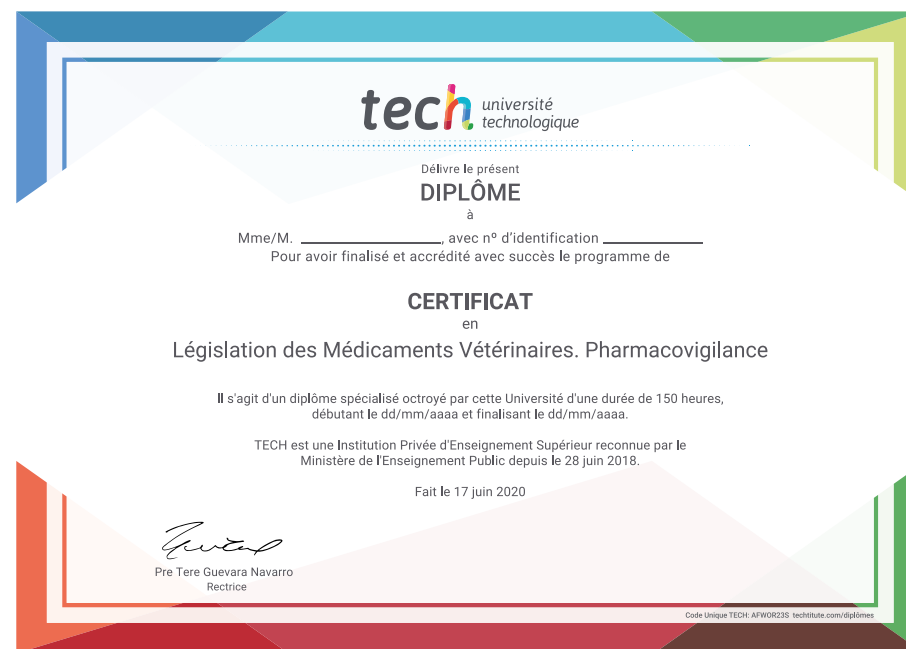 tech université
technologique
Délivre le présent
DIPLÔME
à
Mme/M. ____________________, avec nº d'identification ______________
Pour avoir finalisé et accrédité avec succès le programme de
CERTIFICAT
en
Législation des Médicaments Vétérinaires. Pharmacovigilance
Il s'agit d'un diplôme spécialisé octroyé par cette Université d'une durée de 150 heures,
débutant le dd/mm/aaaa et finalisant le dd/mm/aaaa.
TECH est une Institution Privée d'Enseignement Supérieur reconnue par le
Ministère de l'Enseignement Public depuis le 28 juin 2018.
Fait le 17 juin 2020
Pre Tere Guevara Navarro
Rectrice
Code Unique TECH: AFWOR23S techtitute.com/diplômes